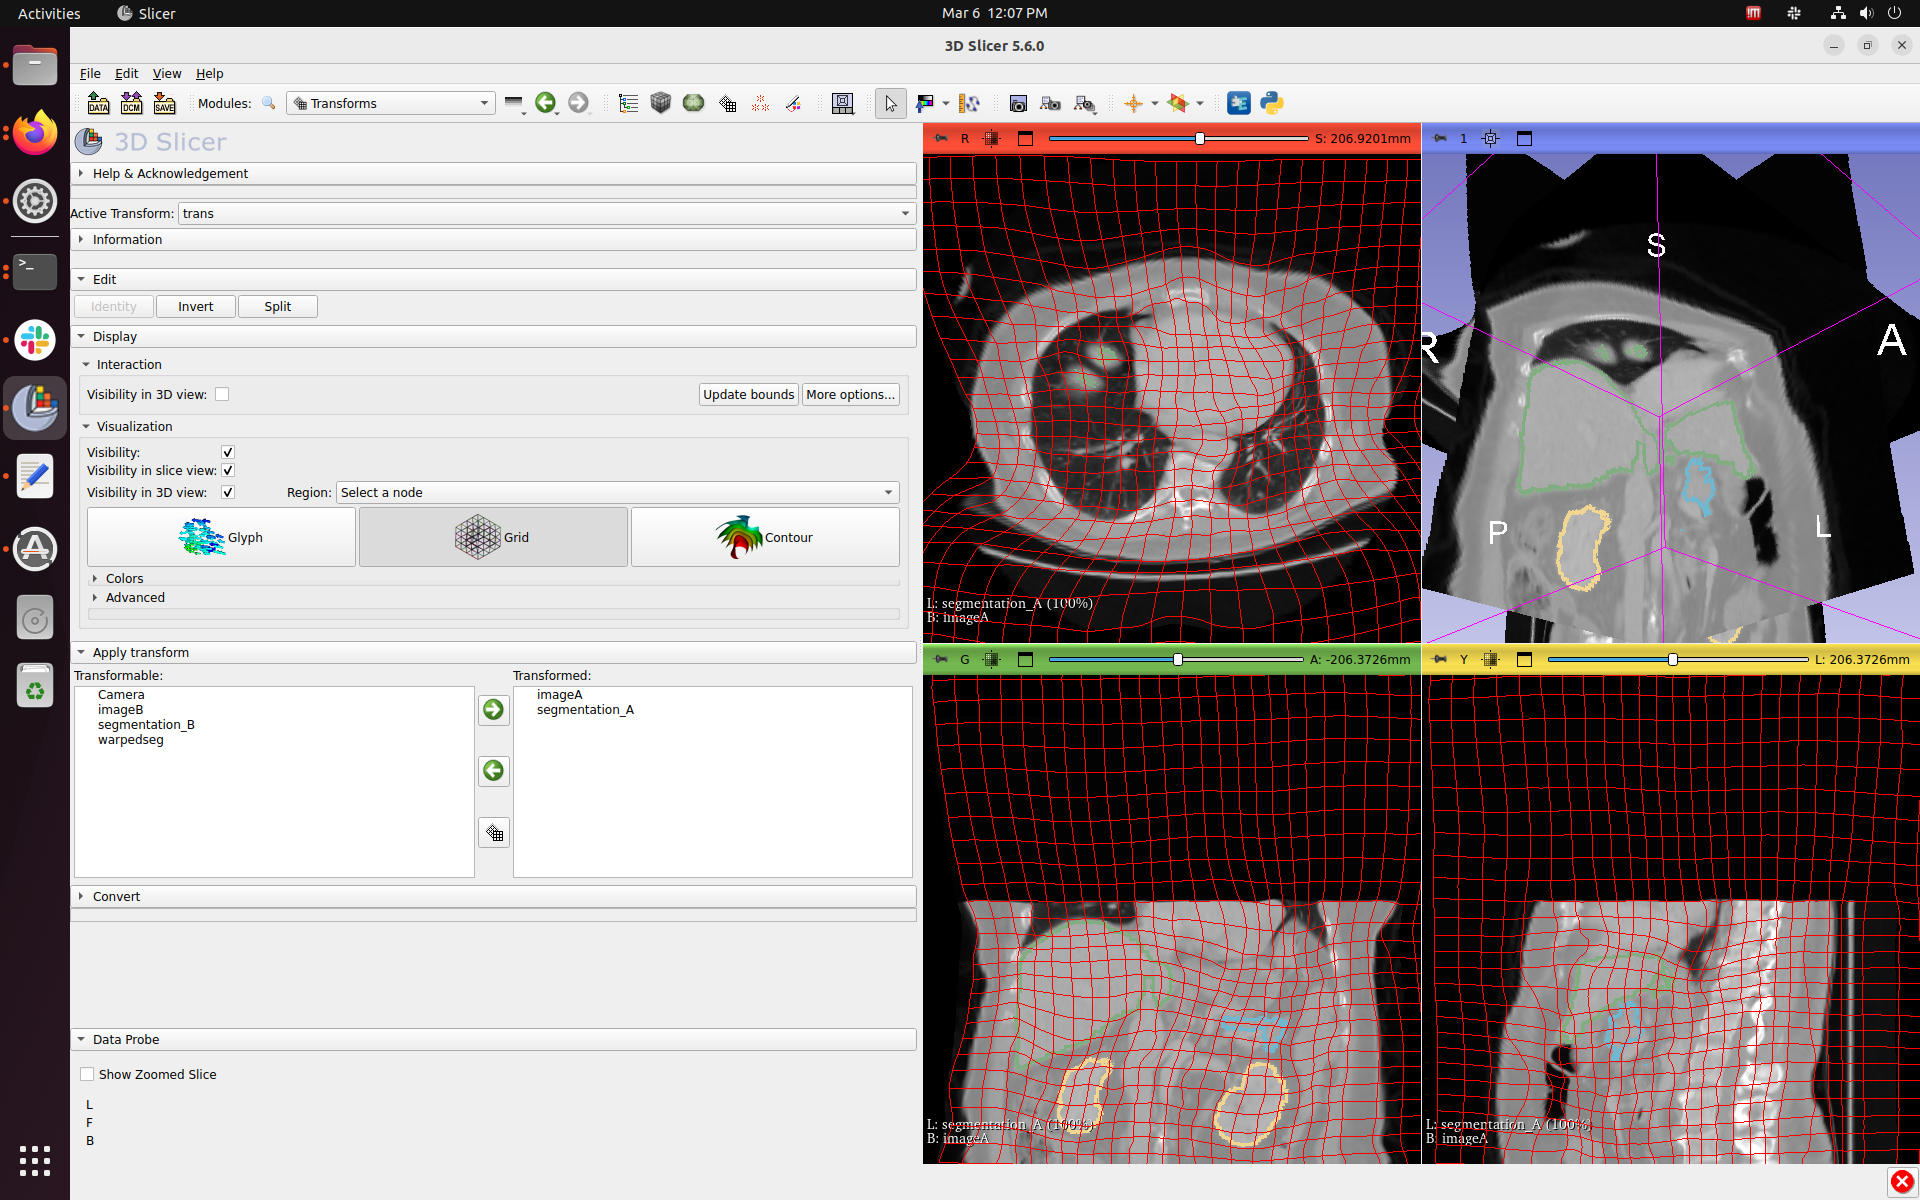 Activities
Slicer
Mar 6 12:07 PM
3D Slicer 5.6.0
File Edit View Help
DATA DCM SAVE Modules: Transforms
3D Slicer
Help & Acknowledgement
Active Transform: trans
Information
Edit
Identity Invert Split
Display
Interaction
Visibility in 3D view: Update bounds More options...
Visualization
Visibility:
Visibility in slice view:
Visibility in 3D view: Region: Select a node
Glyph Grid Contour
Colors
Advanced
Apply transform
Transformable: Transformed:
Camera
imageB
segmentation_B
warpedseg
imageA
segmentation_A
Convert
Data Probe
Show Zoomed Slice
L
F
B
R S: 206.9201mm
L: segmentation_A (100%)
B: imageA
1
S
R
A
P
L
G A: -206.3726mm
L: segmentation_A (100%)
B: imageA
Y L: 206.3726mm
L: segmentation_A (100%
B: imageA